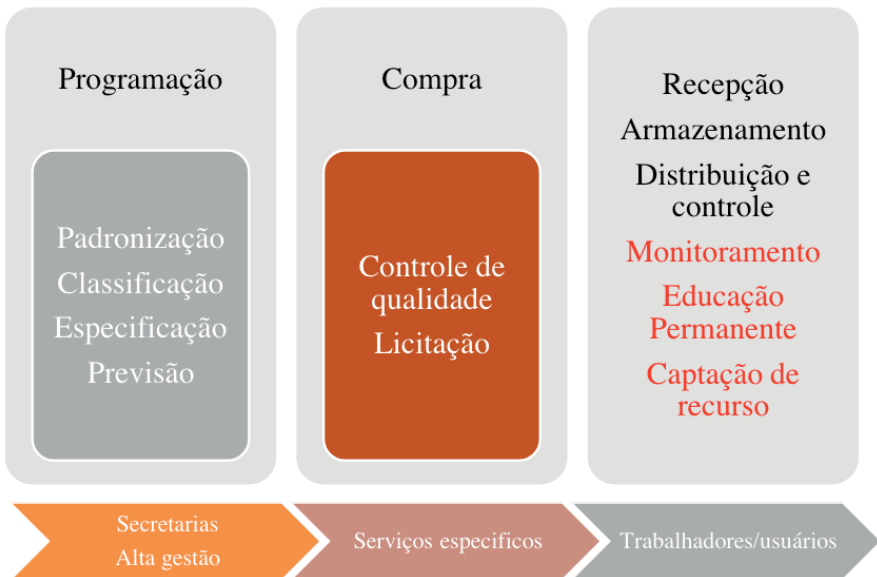 Programação
Padronização
Classificação
Especificação
Previsão
Compra
Controle de
qualidade
Licitação
Recepção
Armazenamento
Distribuição e
controle
Monitoramento
Educação
Permanente
Captação de
recurso
Secretarias
Alta gestão
Serviços especificos
Trabalhadores/usuários